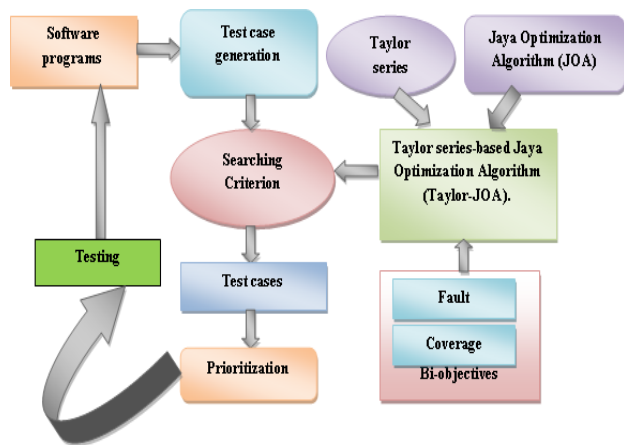 Software
programs
Test case
generation
Taylor
series
Jaya Optimization
Algorithm (JOA)
Searching
Criterion
Taylor series-based Jaya
Optimization Algorithm
(Taylor-JOA).
Testing
Test cases
Fault
Coverage
Bi-objectives
Prioritization